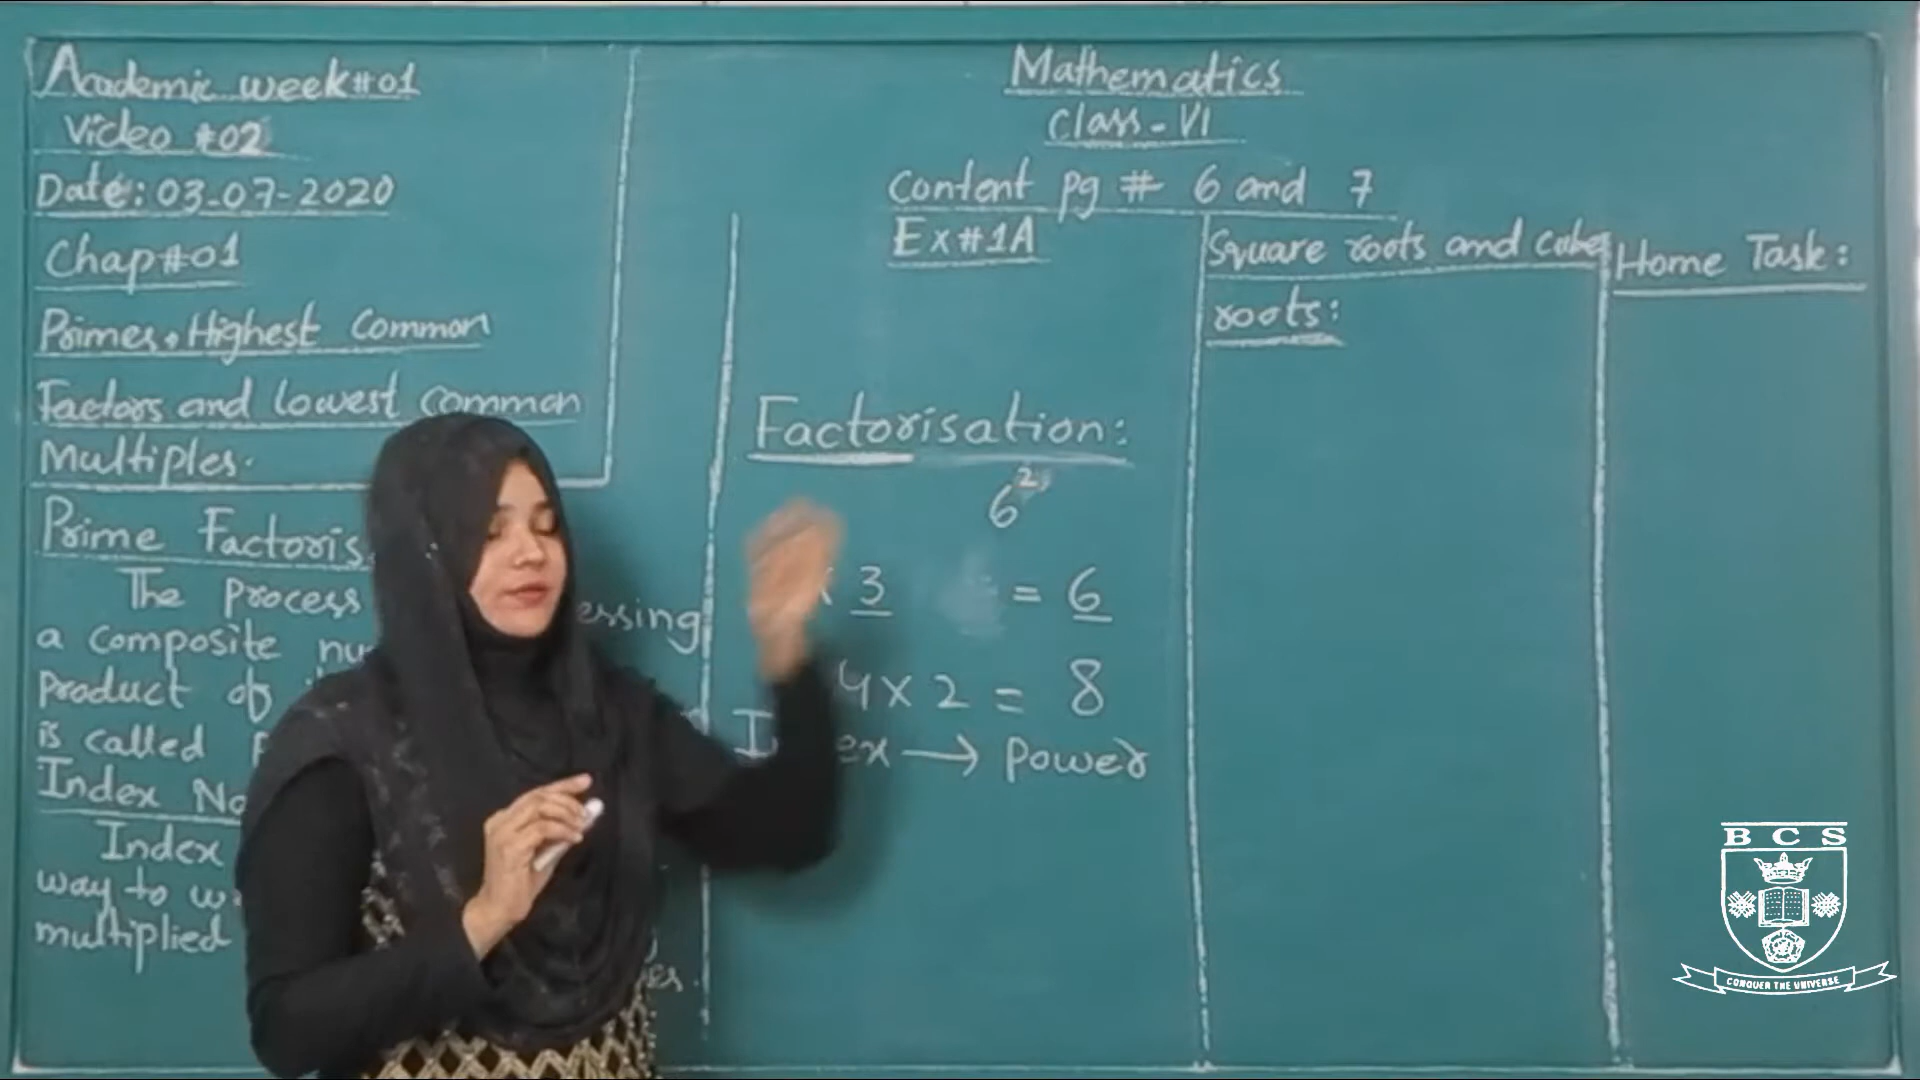 Academic week#01
Video #02
Date: 03-07-2020
Chap#01
Primes, Highest Common
Factors and lowest common
Multiples.
Prime Factoris
The process essing
a composite nu
product of
is called
Index No
Index
way to w
multiplied
es.
Mathematics
Class-VI
Content pg # 6 and 7
Ex#1A
Factorisation:
6²
x 3 = 6
4x2 = 8
I ex → power
Square roots and cube
roots:
Home Task:
BCS
CONQUER THE UNIVERSE